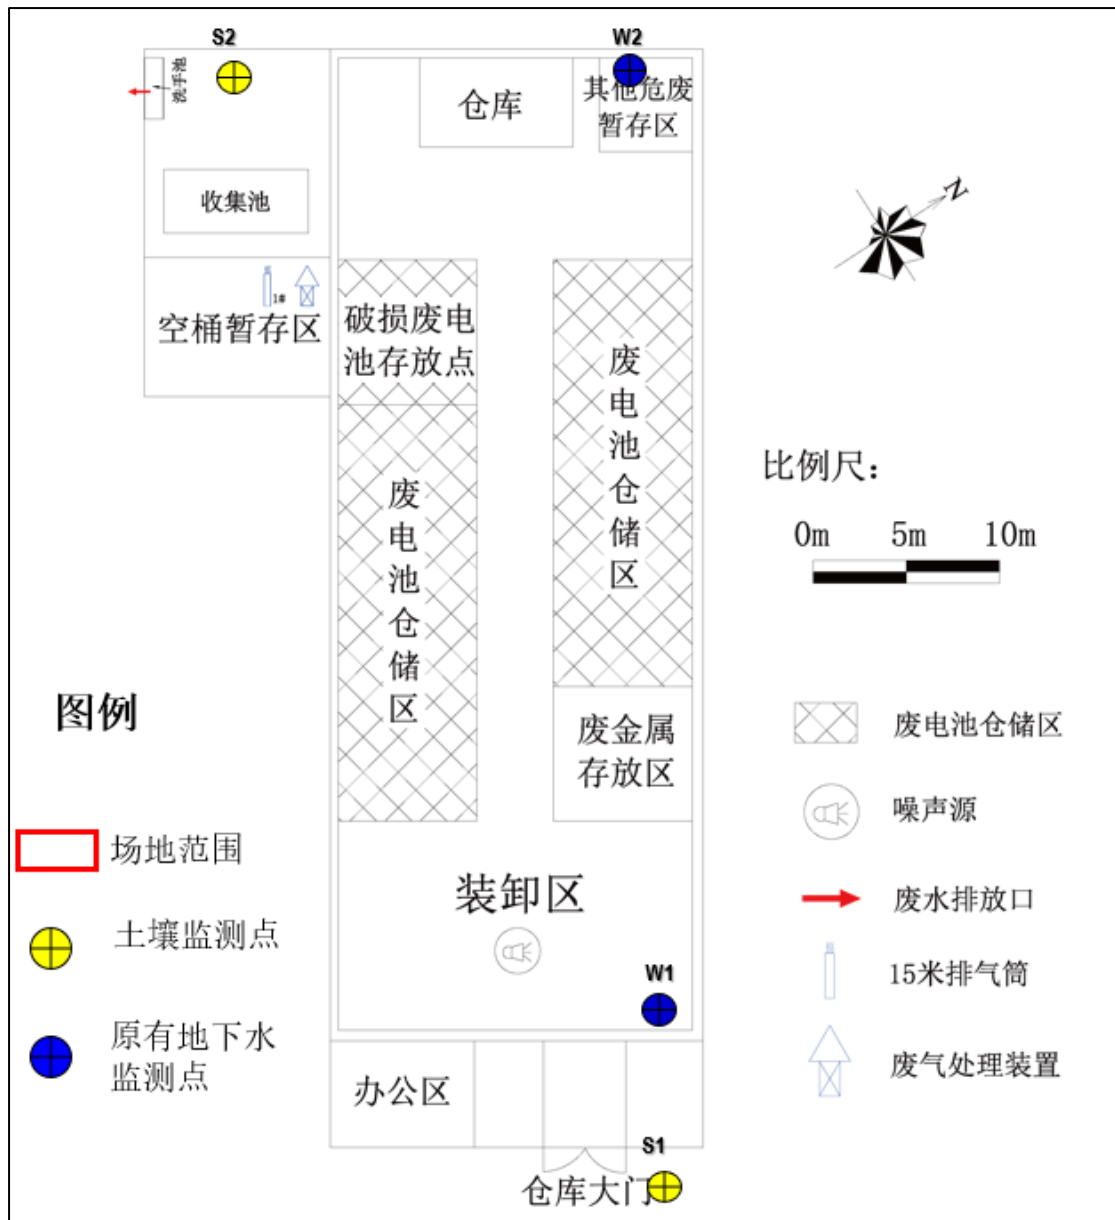 S2
W2
洗手池
仓库
其他危废
暂存区
收集池
N
1#
空桶暂存区
破损废电
池存放点
废电池仓储区
废电池仓储区
比例尺：
0m 5m 10m
图例
废金属
存放区
废电池仓储区
噪声源
场地范围
装卸区
废水排放口
土壤监测点
W1
15米排气筒
原有地下水
监测点
办公区
废气处理装置
S1
仓库大门